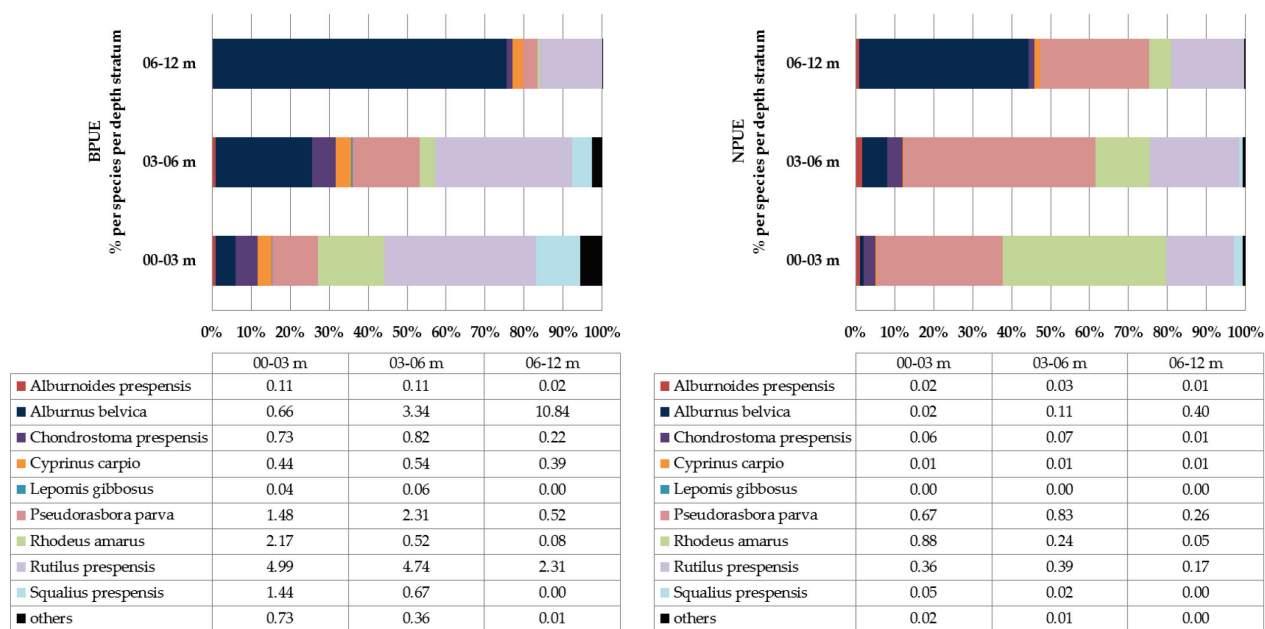 BPUE
% per species per depth stratum
06-12 m
03-06 m
00-03 m
0% 10% 20% 30% 40% 50% 60% 70% 80% 90% 100%
00-03 m 03-06 m 06-12 m
Alburnoides prespensis 0.11 0.11 0.02
Alburnus belvica 0.66 3.34 10.84
Chondrostoma prespensis 0.73 0.82 0.22
Cyprinus carpio 0.44 0.54 0.39
Lepomis gibbosus 0.04 0.06 0.00
Pseudorasbora parva 1.48 2.31 0.52
Rhodeus amarus 2.17 0.52 0.08
Rutilus prespensis 4.99 4.74 2.31
Squalius prespensis 1.44 0.67 0.00
others 0.73 0.36 0.01
NPUE
% per species per depth stratum
06-12 m
03-06 m
00-03 m
0% 10% 20% 30% 40% 50% 60% 70% 80% 90% 100%
00-03 m 03-06 m 06-12 m
Alburnoides prespensis 0.02 0.03 0.01
Alburnus belvica 0.02 0.11 0.40
Chondrostoma prespensis 0.06 0.07 0.01
Cyprinus carpio 0.01 0.01 0.01
Lepomis gibbosus 0.00 0.00 0.00
Pseudorasbora parva 0.67 0.83 0.26
Rhodeus amarus 0.88 0.24 0.05
Rutilus prespensis 0.36 0.39 0.17
Squalius prespensis 0.05 0.02 0.00
others 0.02 0.01 0.00